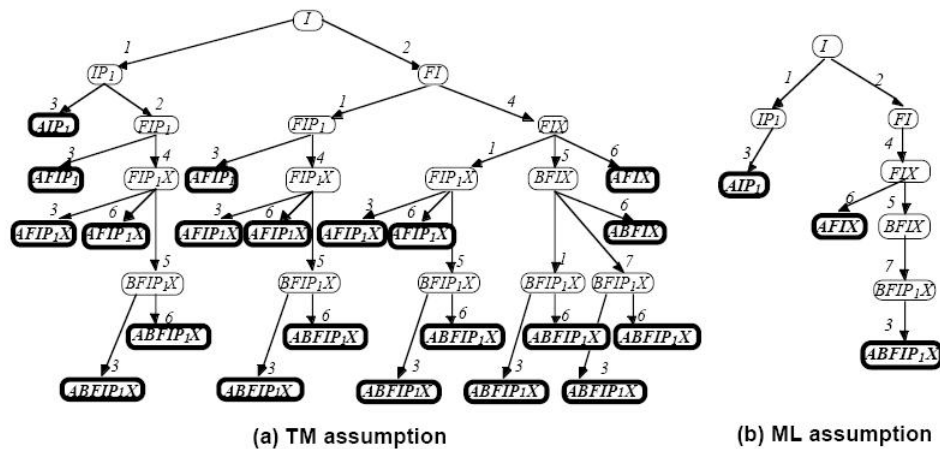 I
1 2
IP₁ FI
3 2 1 4
AIP₁ FIP₁ FIP₁ FIX
3 4 3 4 1 5 6
AFIP₁ FIP₁X AFIP₁ FIP₁X FIP₁X BFIX AFIX
3 6 3 6 3 6 6
AFIP₁X AFIP₁X AFIP₁X AFIP₁X AFIP₁X AFIP₁X ABFIX
5 5 5 1 7
BFIP₁X BFIP₁X BFIP₁X BFIP₁X BFIP₁X
6 6 6 6 6
ABFIP₁X ABFIP₁X ABFIP₁X ABFIP₁X ABFIP₁X
3 3 3 3 3
ABFIP₁X ABFIP₁X ABFIP₁X ABFIP₁X ABFIP₁X
(a) TM assumption
I
1 2
IP₁ FI
3 4
AIP₁ FIX
6 5
AFIX BFIX
7
BFIP₁X
3
ABFIP₁X
(b) ML assumption